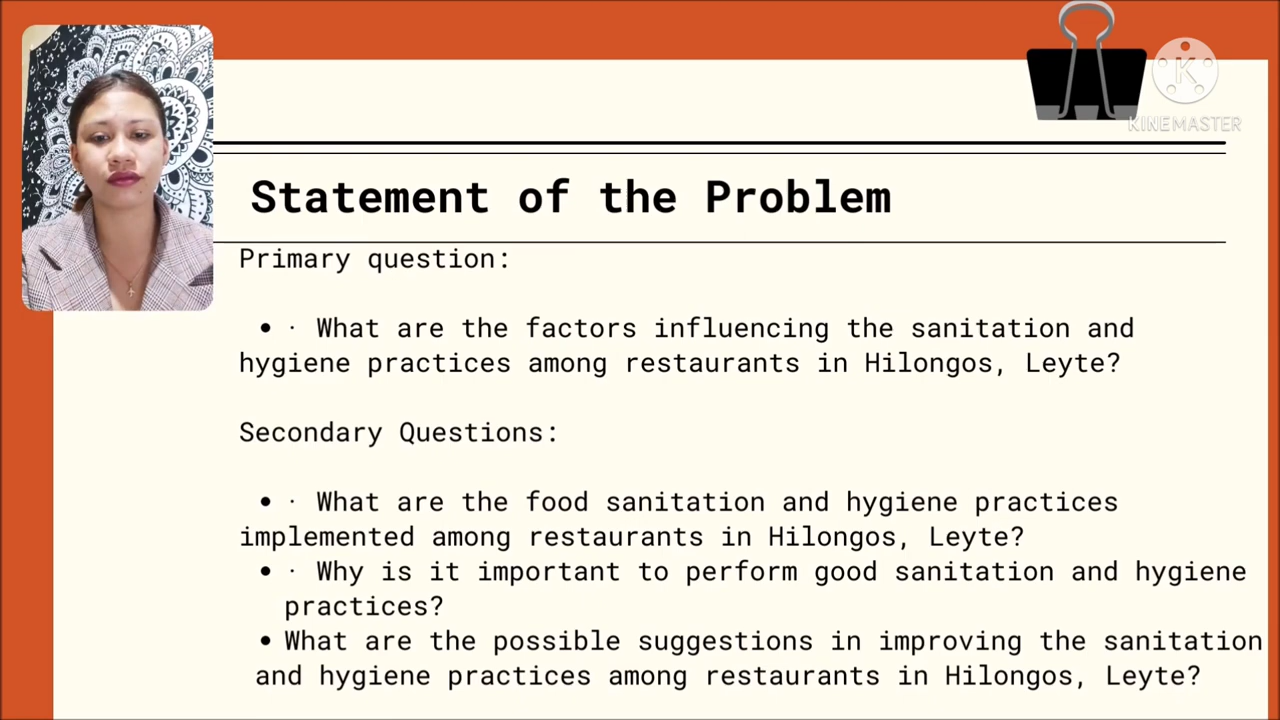 K
KINEMASTER
Statement of the Problem
Primary question:
• · What are the factors influencing the sanitation and
hygiene practices among restaurants in Hilongos, Leyte?
Secondary Questions:
• · What are the food sanitation and hygiene practices
implemented among restaurants in Hilongos, Leyte?
• · Why is it important to perform good sanitation and hygiene
practices?
• What are the possible suggestions in improving the sanitation
and hygiene practices among restaurants in Hilongos, Leyte?